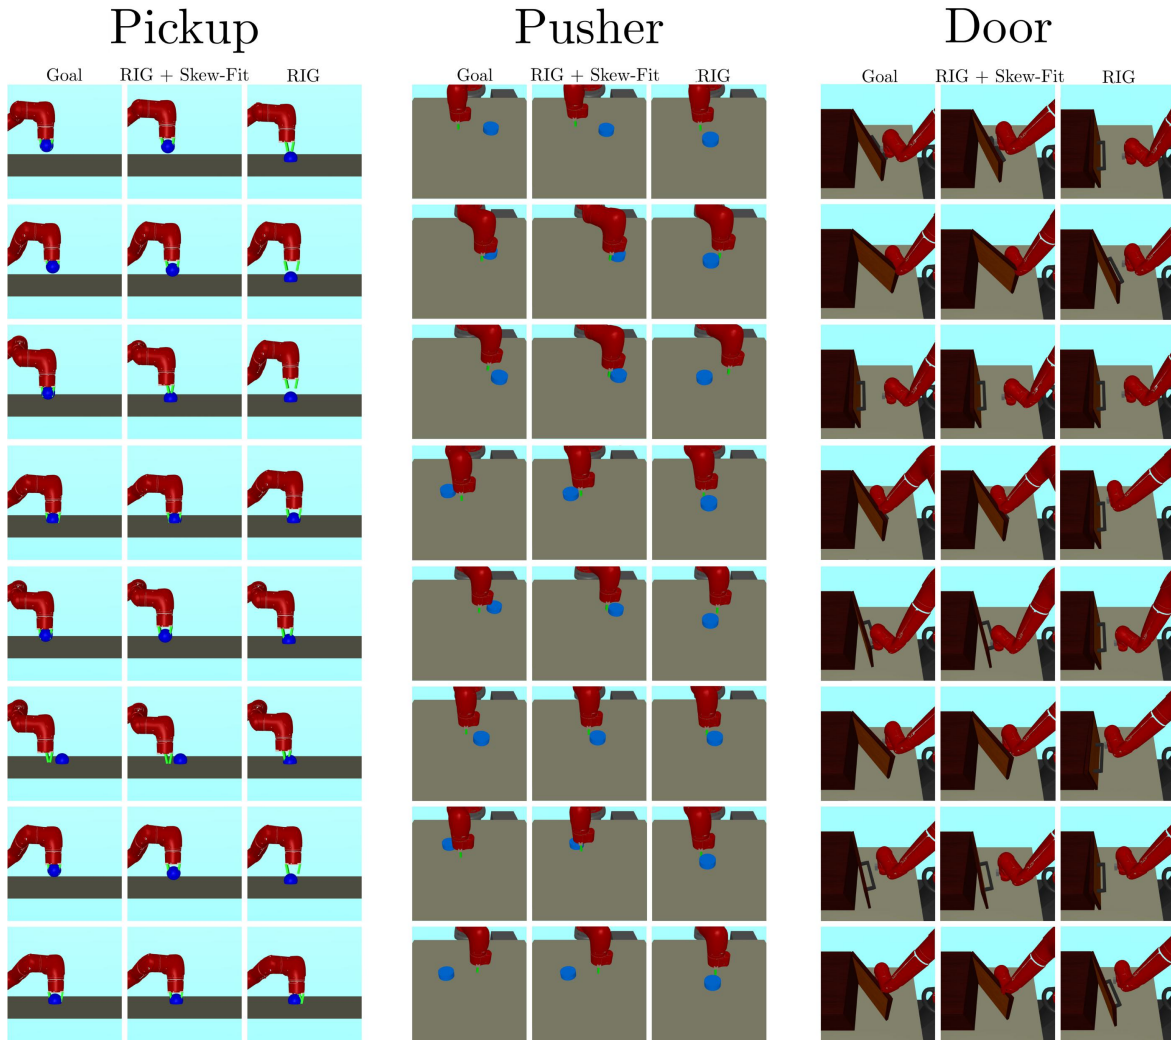 Pickup
Pusher
Door
Goal RIG + Skew-Fit RIG
Goal RIG + Skew-Fit RIG
Goal RIG + Skew-Fit RIG